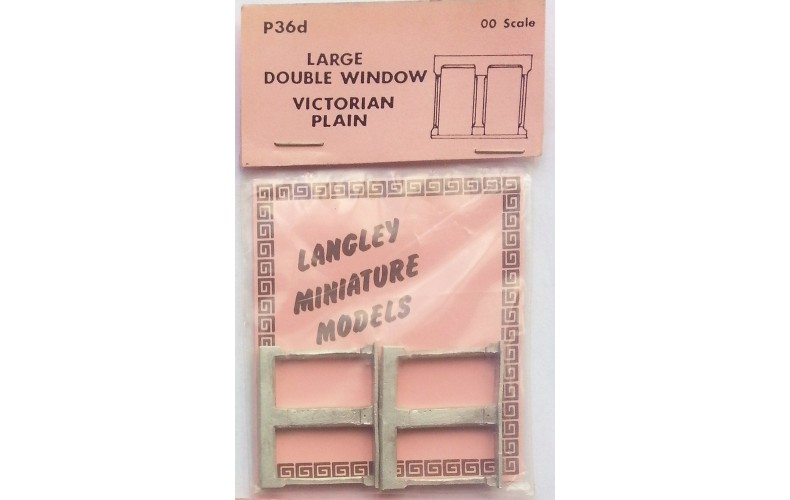 P36d
00 Scale
LARGE
DOUBLE WINDOW
VICTORIAN
PLAIN
LANGLEY
MINIATURE
MODELS